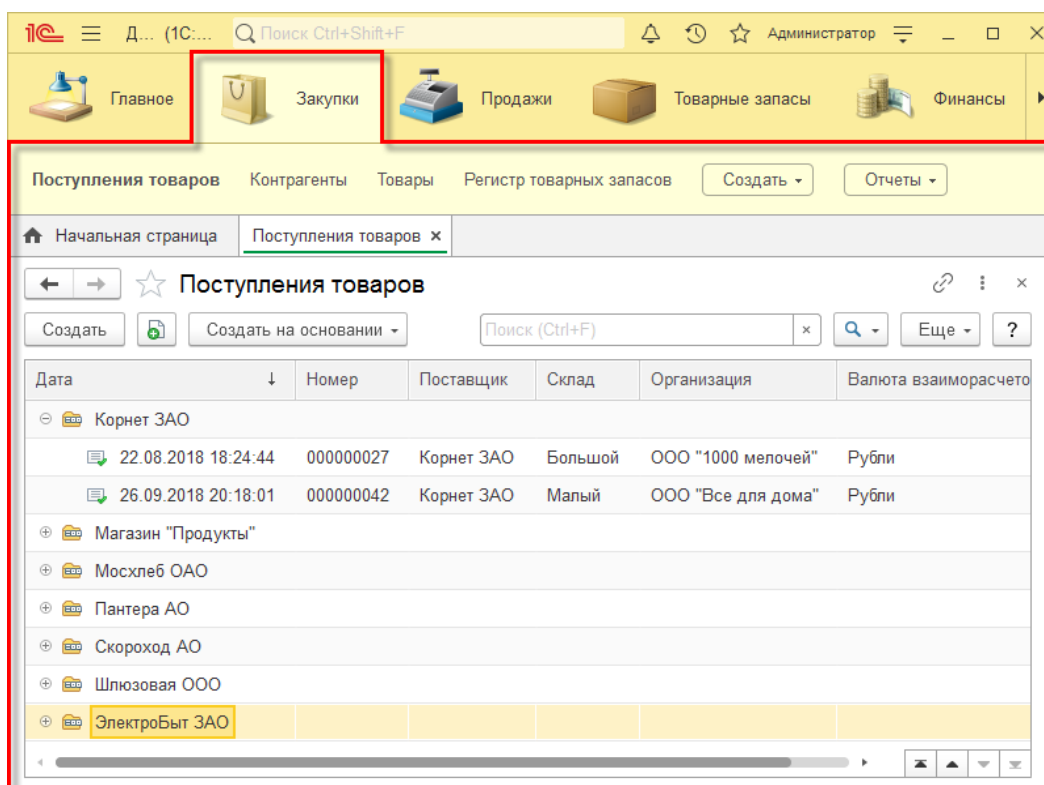 1С Д... (1С:... Поиск Ctrl+Shift+F Администратор
Главное Закупки Продажи Товарные запасы Финансы
Поступления товаров Контрагенты Товары Регистр товарных запасов Создать Отчеты
Начальная страница Поступления товаров ×
Поступления товаров
Создать Создать на основании Поиск (Ctrl+F) × Еще ?
Дата ↓ Номер Поставщик Склад Организация Валюта взаиморасчето
Корнет ЗАО
22.08.2018 18:24:44 000000027 Корнет ЗАО Большой ООО "1000 мелочей" Рубли
26.09.2018 20:18:01 000000042 Корнет ЗАО Малый ООО "Все для дома" Рубли
Магазин "Продукты"
Мосхлеб ОАО
Пантера АО
Скороход АО
Шлюзовая ООО
ЭлектроБыт ЗАО